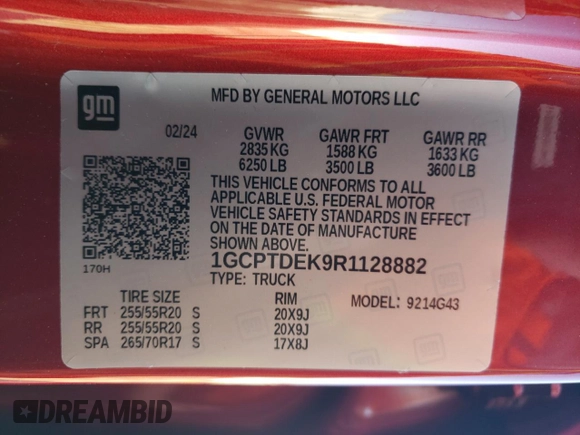 gm
MFD BY GENERAL MOTORS LLC
02/24 GVWR GAWR FRT GAWR RR
2835 KG 1588 KG 1633 KG
6250 LB 3500 LB 3600 LB
THIS VEHICLE CONFORMS TO ALL
APPLICABLE U.S. FEDERAL MOTOR
VEHICLE SAFETY STANDARDS IN EFFECT
ON THE DATE OF MANUFACTURE
SHOWN ABOVE.
170H
1GCPTDEK9R1128882
TYPE: TRUCK
TIRE SIZE RIM MODEL: 9214G43
FRT 255/55R20 S 20X9J
RR 255/55R20 S 20X9J
SPA 265/70R17 S 17X8J
DREAMBID